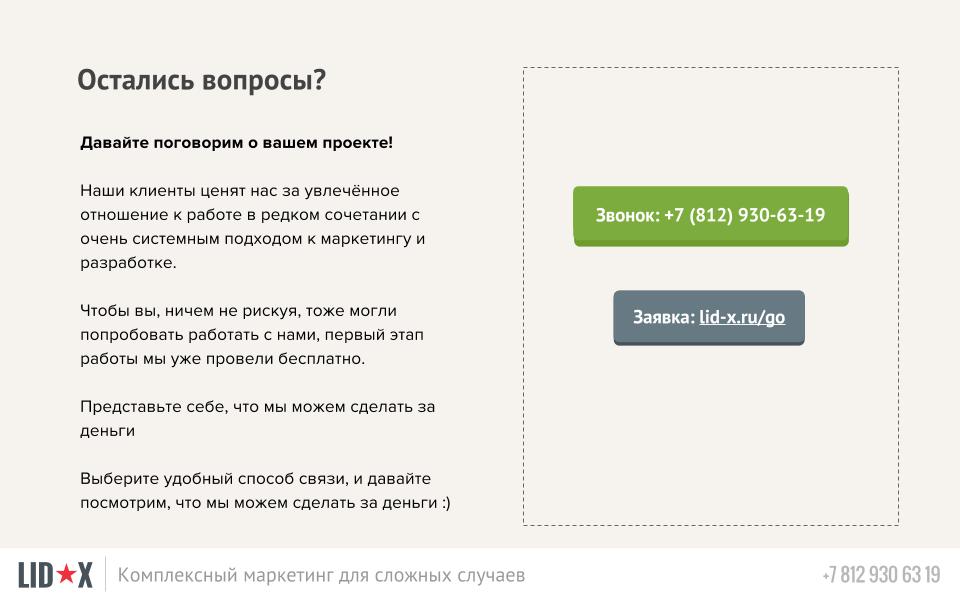 Остались вопросы?
Давайте поговорим о вашем проекте!
Наши клиенты ценят нас за увлечённое
отношение к работе в редком сочетании с
очень системным подходом к маркетингу и
разработке.
Чтобы вы, ничем не рискуя, тоже могли
попробовать работать с нами, первый этап
работы мы уже провели бесплатно.
Представьте себе, что мы можем сделать за
деньги
Выберите удобный способ связи, и давайте
посмотрим, что мы можем сделать за деньги :)
Звонок: +7 (812) 930-63-19
Заявка: lid-x.ru/go
LID★X
Комплексный маркетинг для сложных случаев
+7 812 930 63 19